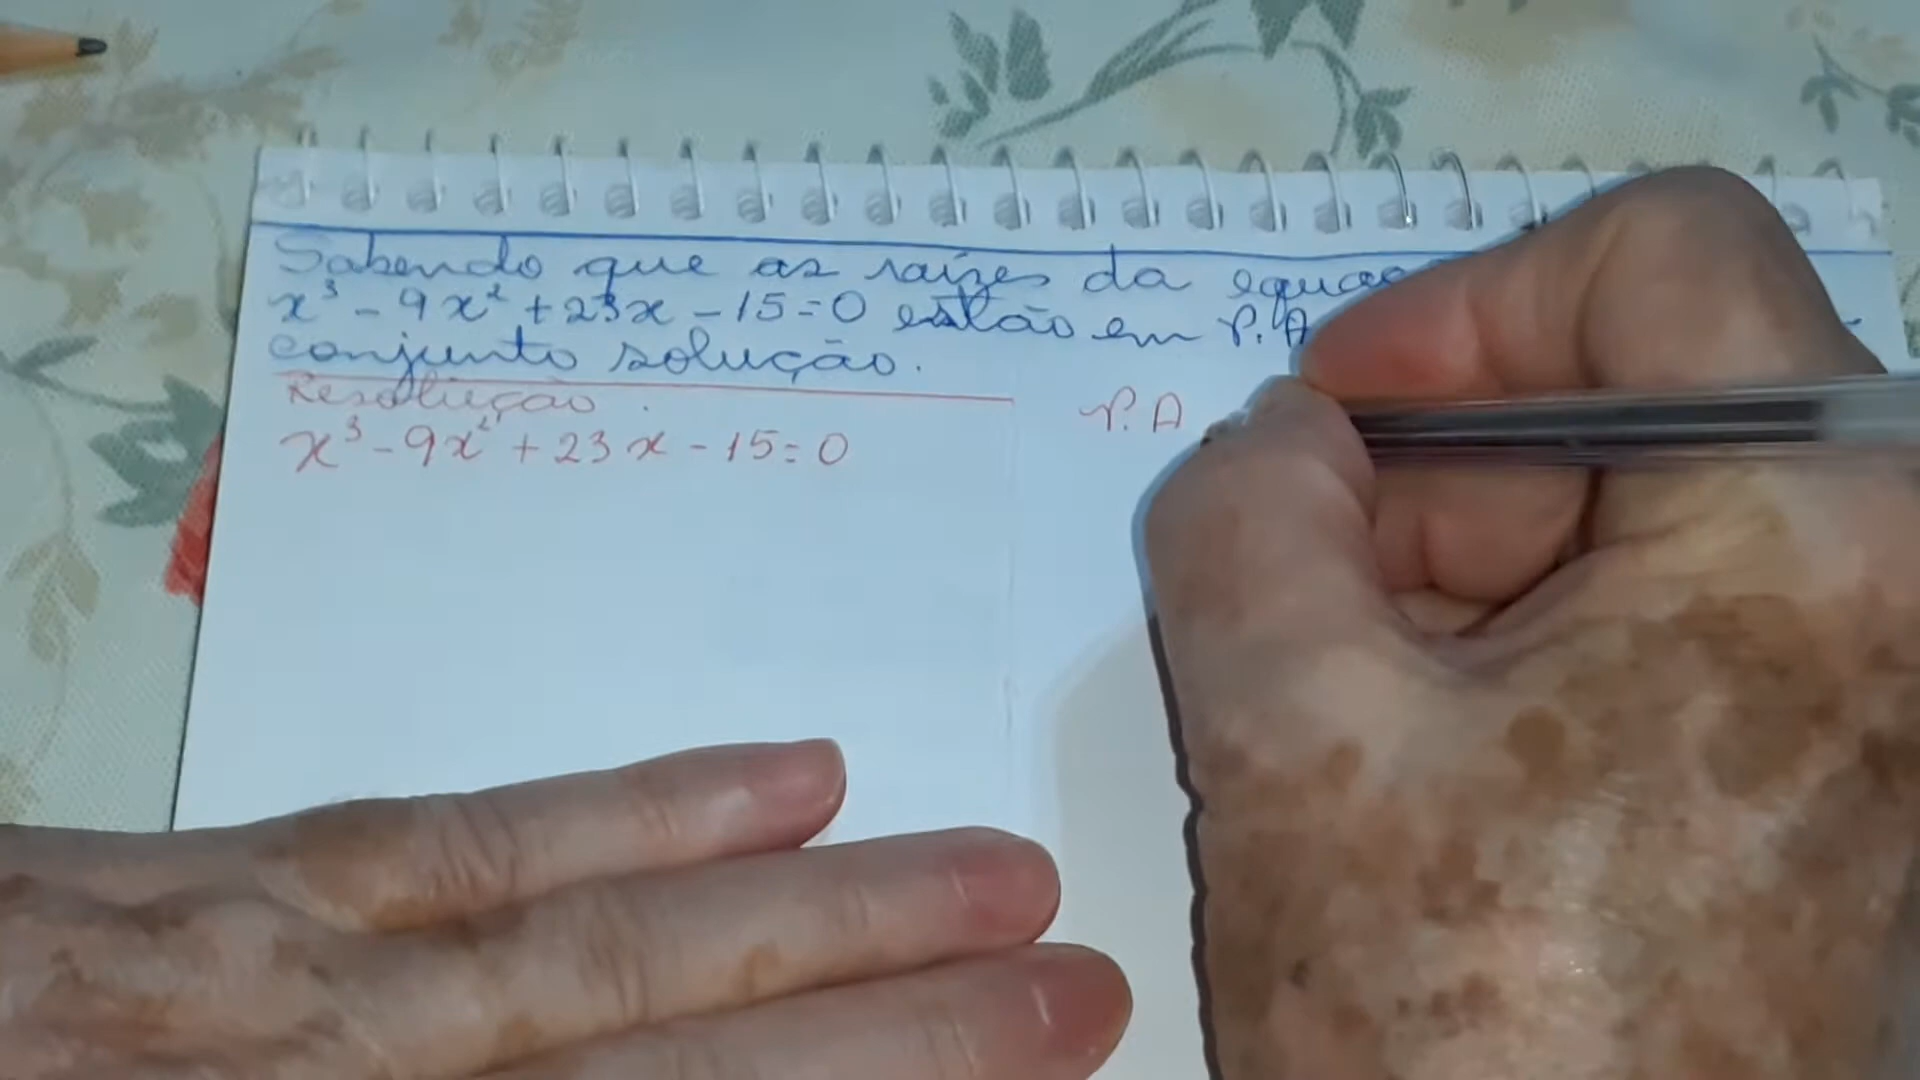 Sabendo que as raízes da equaç
x³ - 9x² + 23x - 15 = 0 estão em P.A
conjunto solução.
Resolução
x³ - 9x² + 23x - 15 = 0
P.A